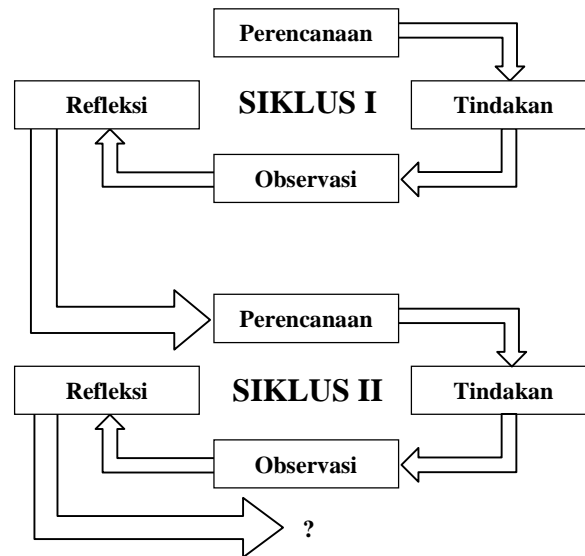 Perencanaan
Refleksi
SIKLUS I
Tindakan
Observasi
Perencanaan
Refleksi
SIKLUS II
Tindakan
Observasi
?